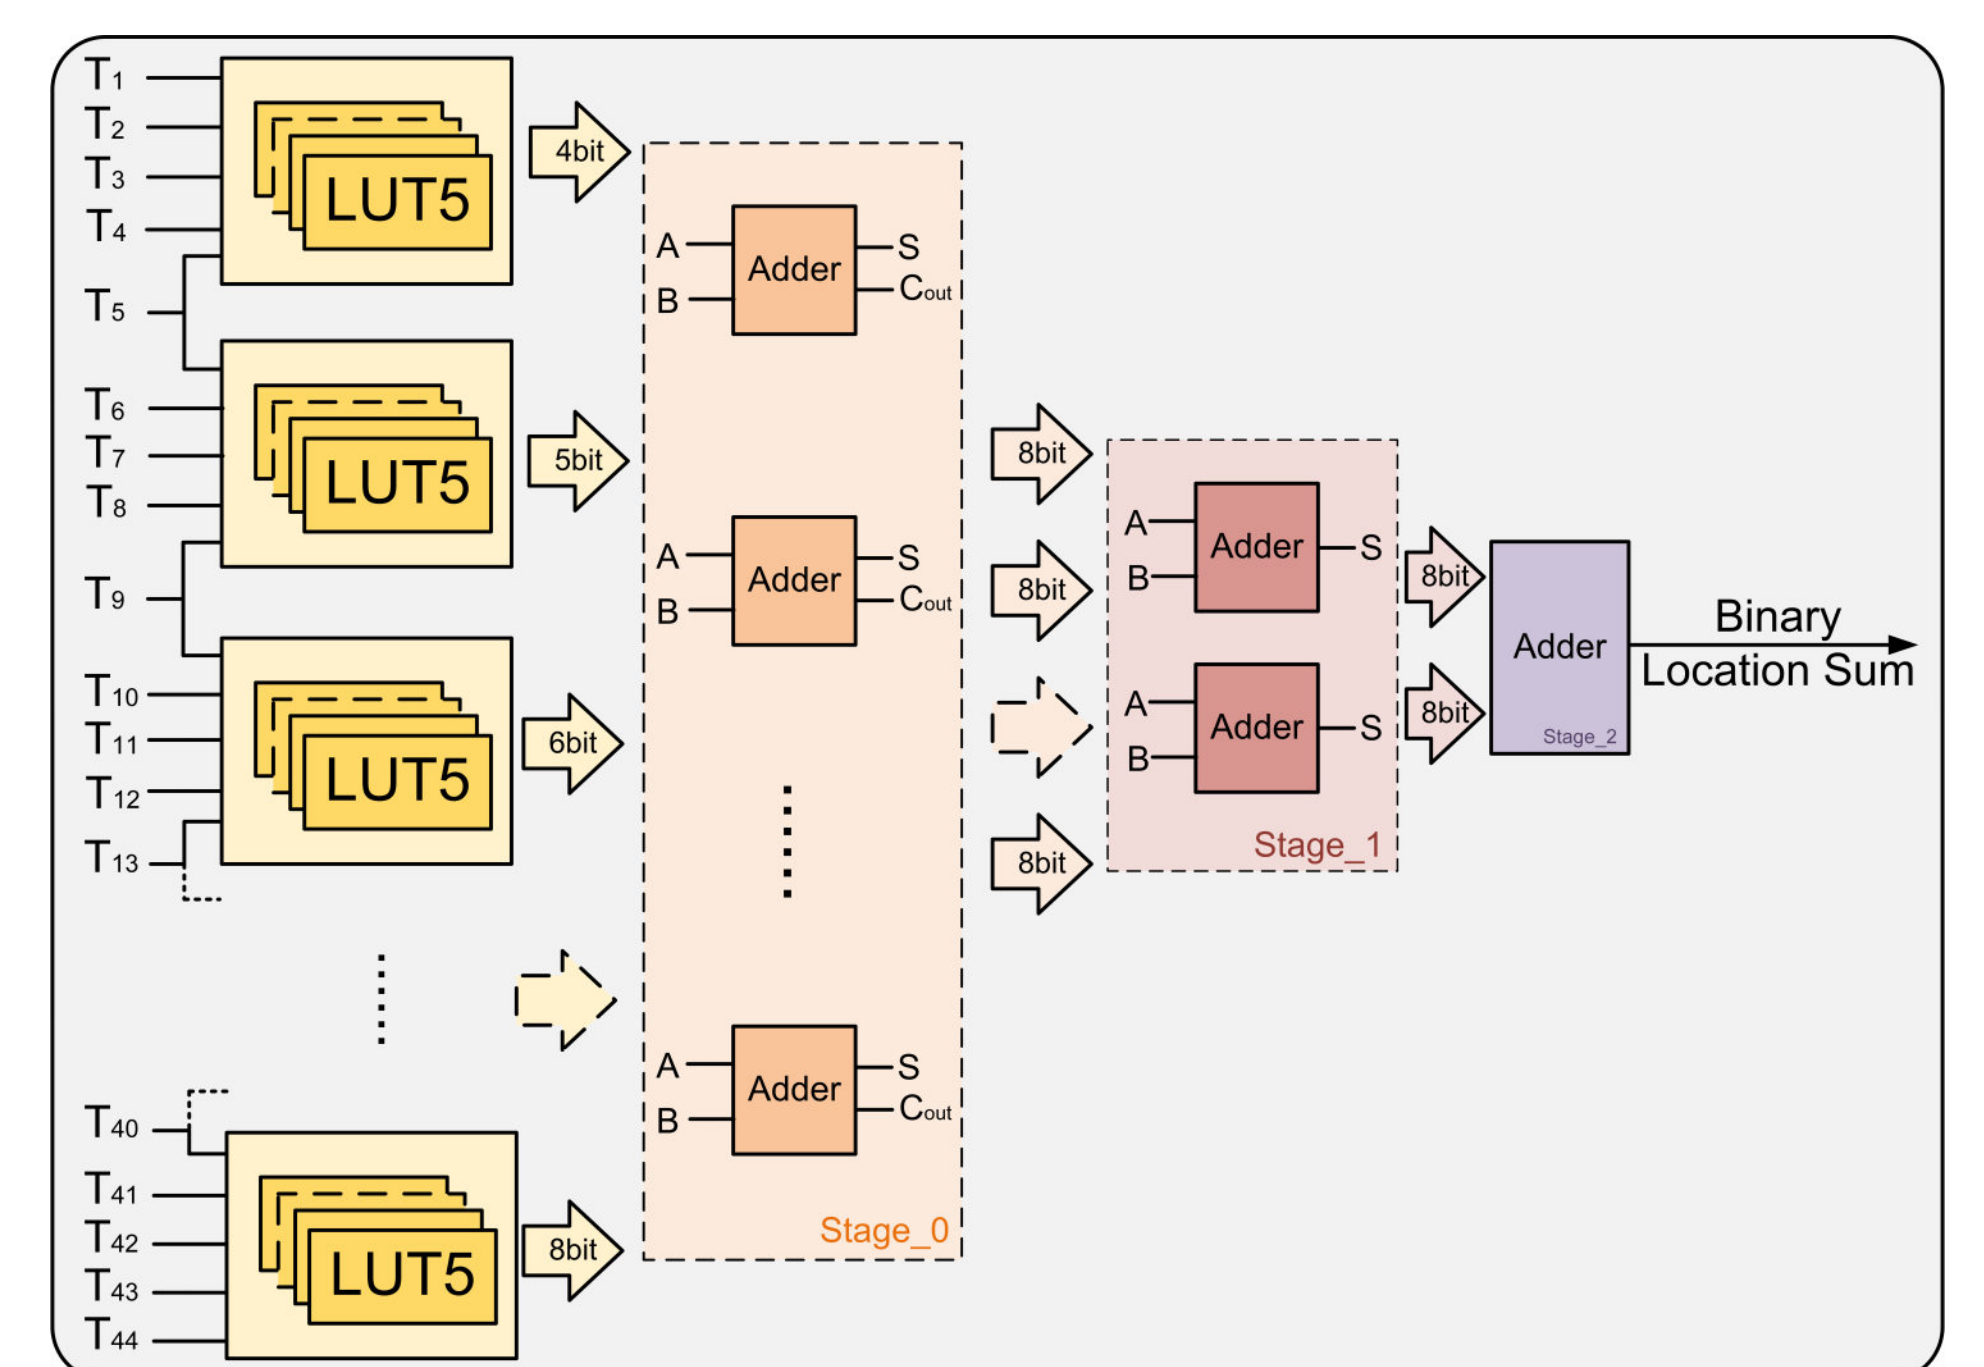 T1
T2
T3
T4
T5
T6
T7
T8
T9
T10
T11
T12
T13
T40
T41
T42
T43
T44
LUT5
LUT5
LUT5
LUT5
4bit
5bit
6bit
8bit
A
B
Adder
S
Cout
A
B
Adder
S
Cout
A
B
Adder
S
Cout
Stage_0
8bit
8bit
8bit
A
B
Adder
S
A
B
Adder
S
Stage_1
8bit
8bit
Adder
Stage_2
Binary
Location Sum